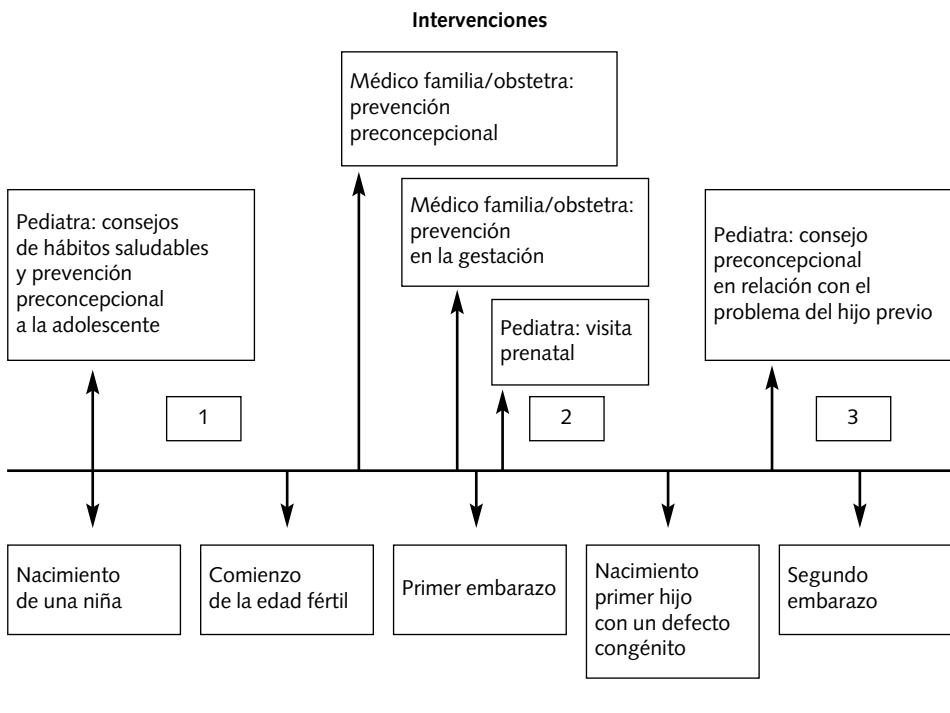 Intervenciones
Médico familia/obstetra:
prevención
preconcepcional
Médico familia/obstetra:
prevención
en la gestación
Pediatra: consejos
de hábitos saludables
y prevención
preconcepcional
a la adolescente
Pediatra: visita
prenatal
Pediatra: consejo
preconcepcional
en relación con el
problema del hijo previo
1
2
3
Nacimiento
de una niña
Comienzo
de la edad fértil
Primer embarazo
Nacimiento
primer hijo
con un defecto
congénito
Segundo
embarazo